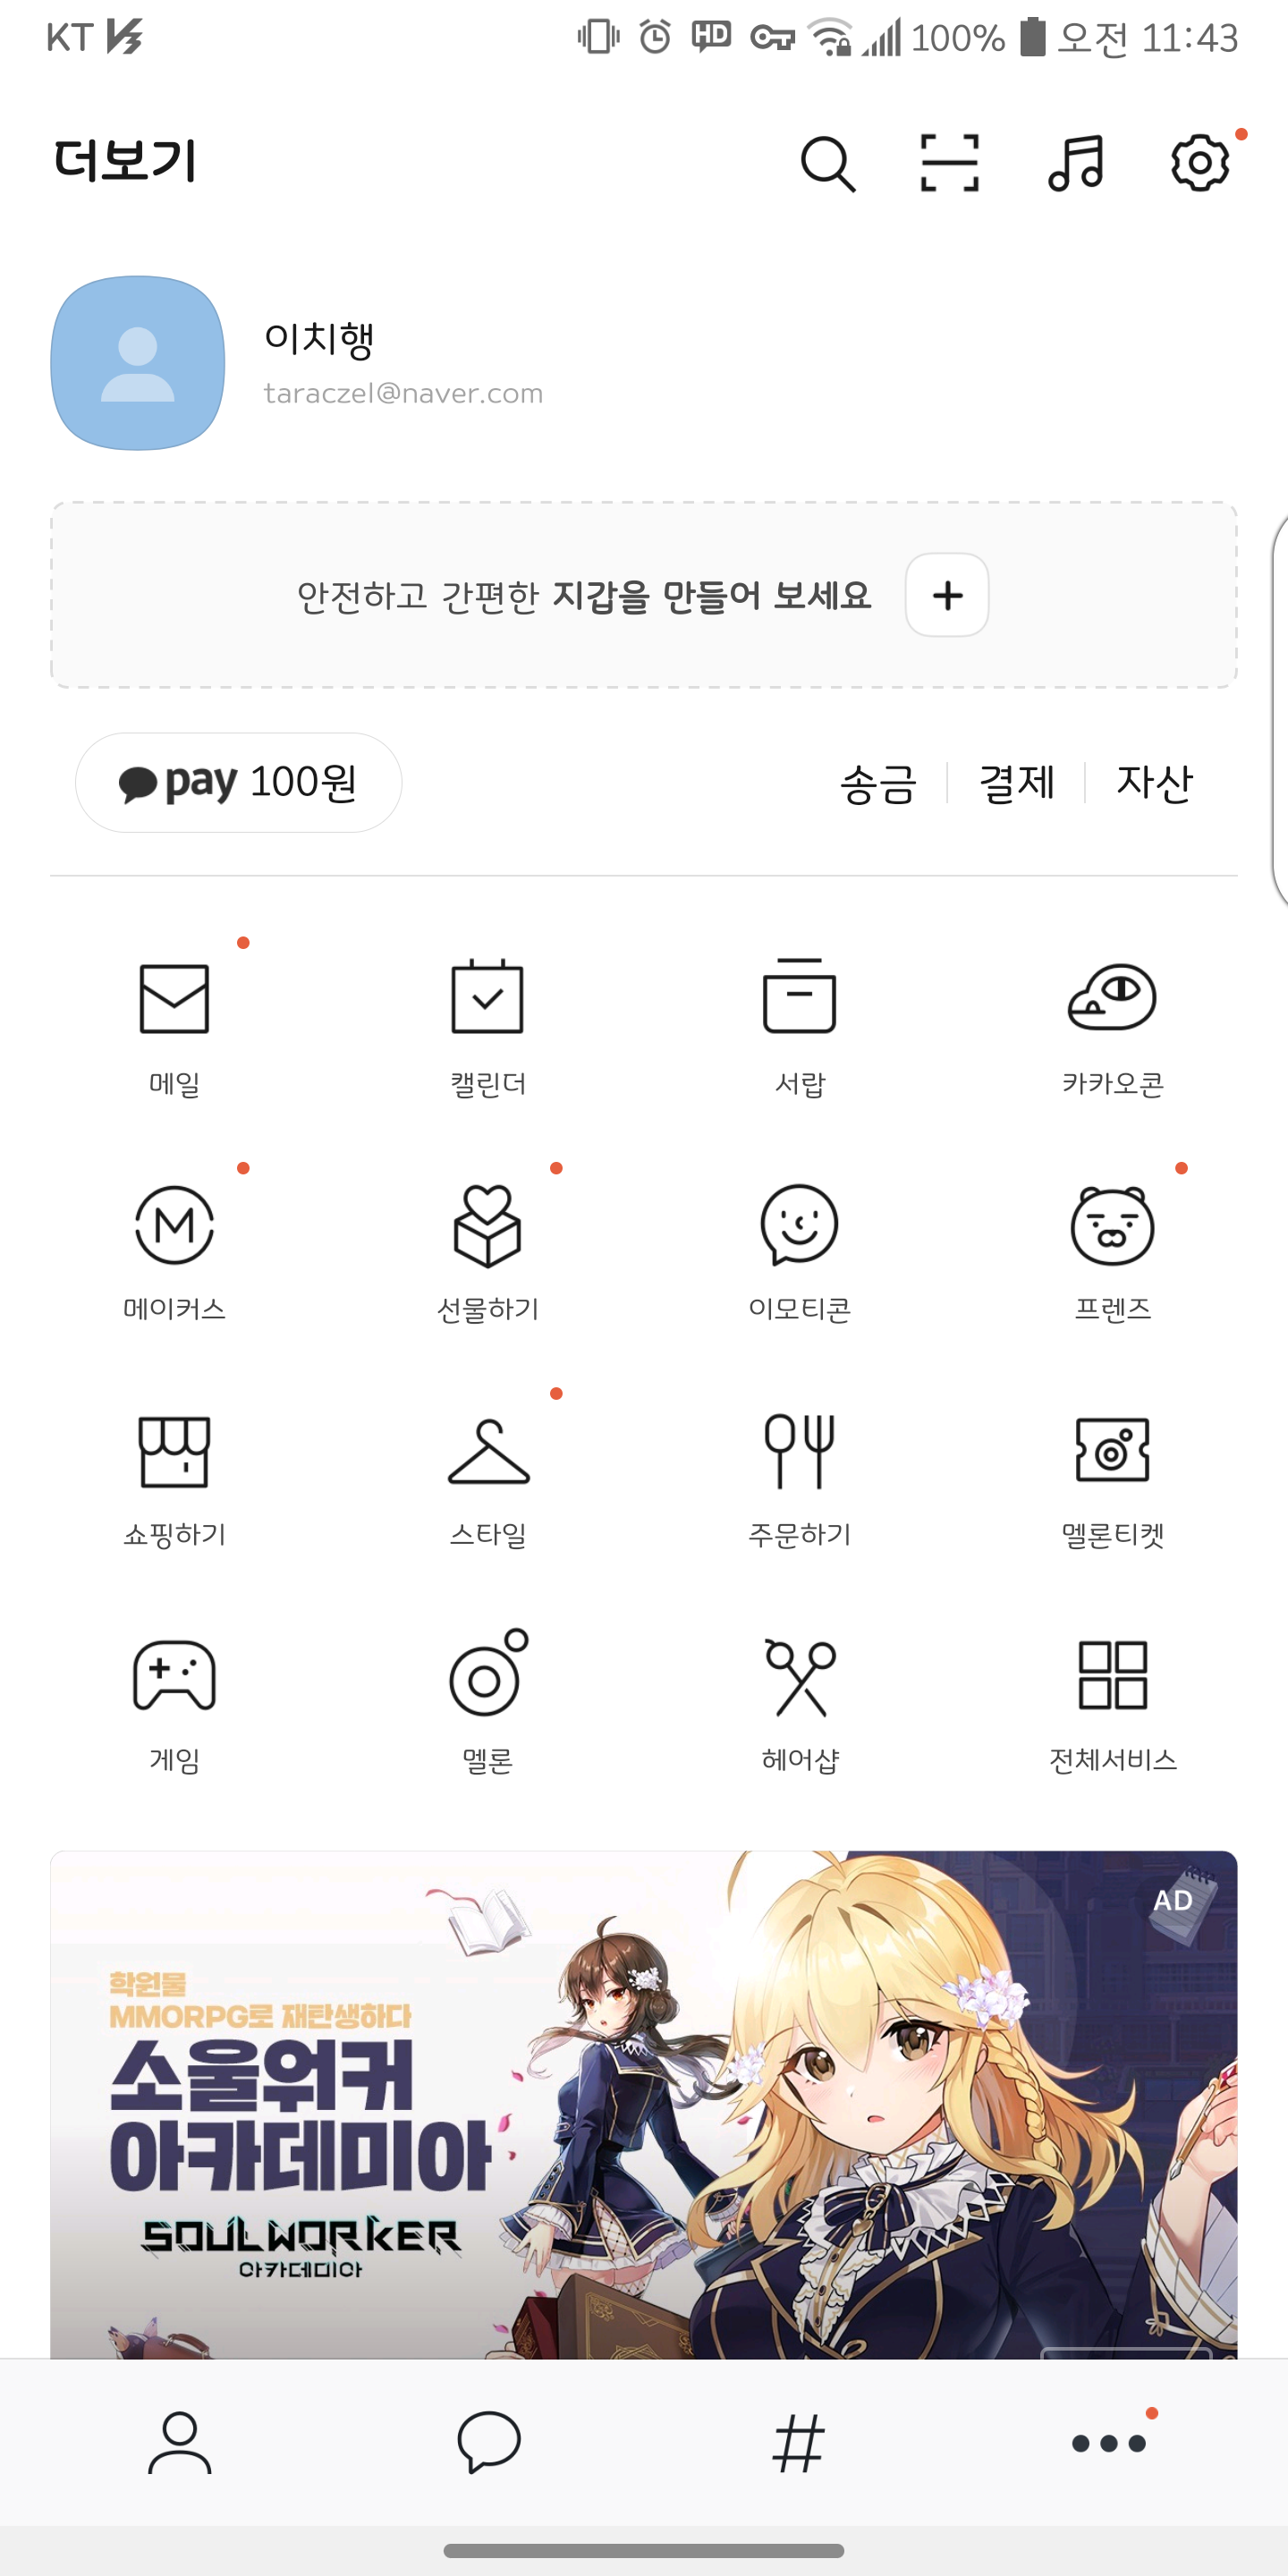 KT
HD
100%
오전 11:43
더보기
이치행
taraczel@naver.com
안전하고 간편한 지갑을 만들어 보세요
pay 100원
송금
결제
자산
메일
캘린더
서랍
카카오콘
메이커스
선물하기
이모티콘
프렌즈
쇼핑하기
스타일
주문하기
멜론티켓
게임
멜론
헤어샵
전체서비스
AD
학원물
MMORPG로 재탄생하다
소울워커
아카데미아
SOULWORKER
아카데미아